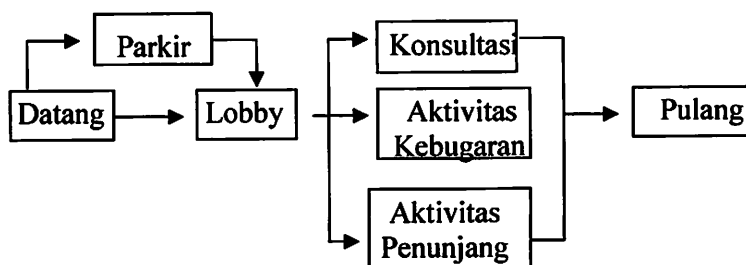 Parkir
Datang
Lobby
Konsultasi
Aktivitas
Kebugaran
Aktivitas
Penunjang
Pulang